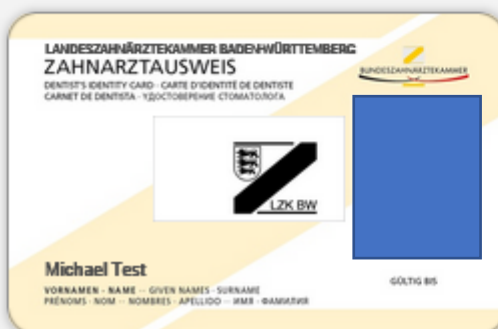 LANDESZAHNÄRZTEKAMMER BADEN-WÜRTTEMBERG
ZAHNARZTAUSWEIS
DENTIST'S IDENTITY CARD · CARTE D'IDENTITÉ DE DENTISTE
CARNET DE DENTISTA · УДОСТОВЕРЕНИЕ СТОМАТОЛОГА
BUNDESZAHNÄRZTEKAMMER
LZK BW
Michael Test
GÜLTIG BIS
VORNAMEN · NAME – GIVEN NAMES · SURNAME
PRÉNOMS · NOM – NOMBRES · APELLIDO – ИМЯ · ФАМИЛИЯ